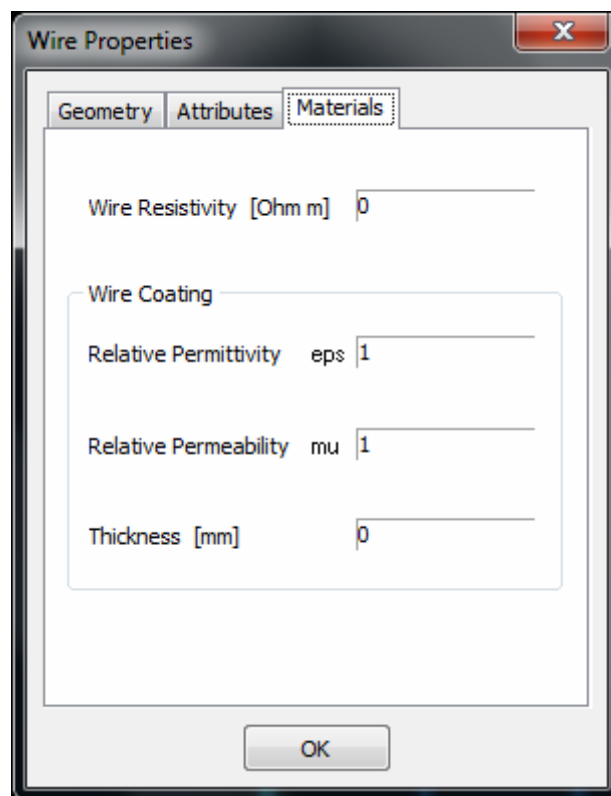 Wire Properties
Geometry Attributes Materials
Wire Resistivity [Ohm m] 0
Wire Coating
Relative Permittivity eps 1
Relative Permeability mu 1
Thickness [mm] 0
OK